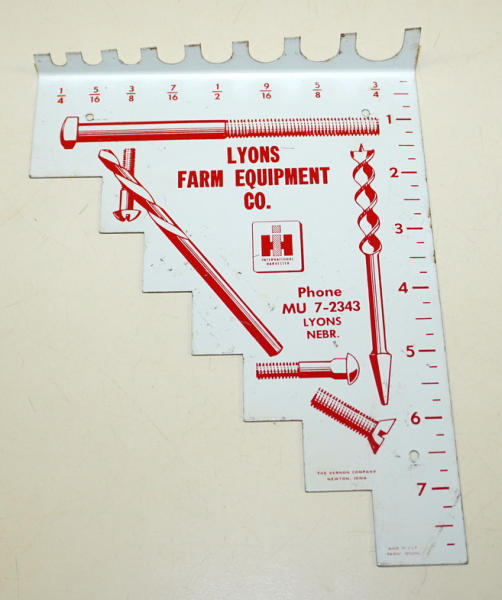 1/4 5/16 3/8 7/16 1/2 9/16 5/8 3/4
1
LYONS
FARM EQUIPMENT
CO.
2
3
IH
INTERNATIONAL
HARVESTER
Phone
MU 7-2343
LYONS
NEBR.
4
5
6
THE VERNON COMPANY
NEWTON, IOWA
7